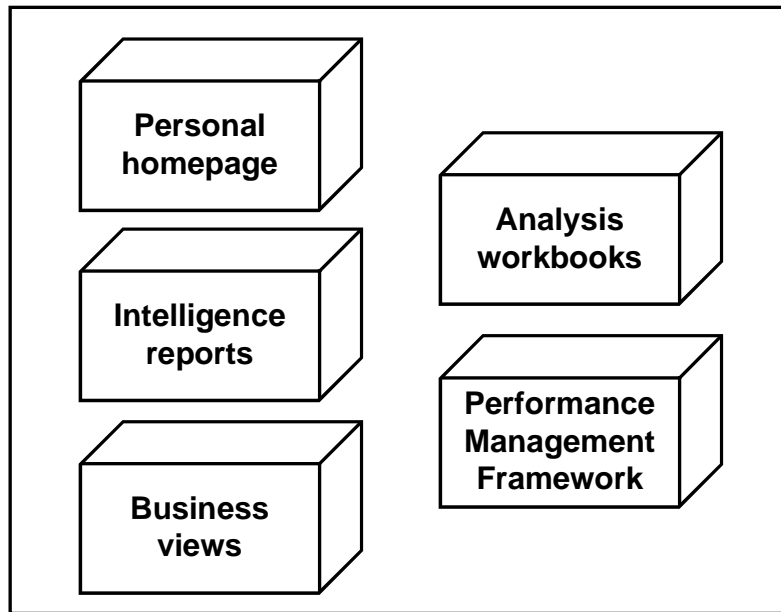 Personal
homepage
Intelligence
reports
Business
views
Analysis
workbooks
Performance
Management
Framework